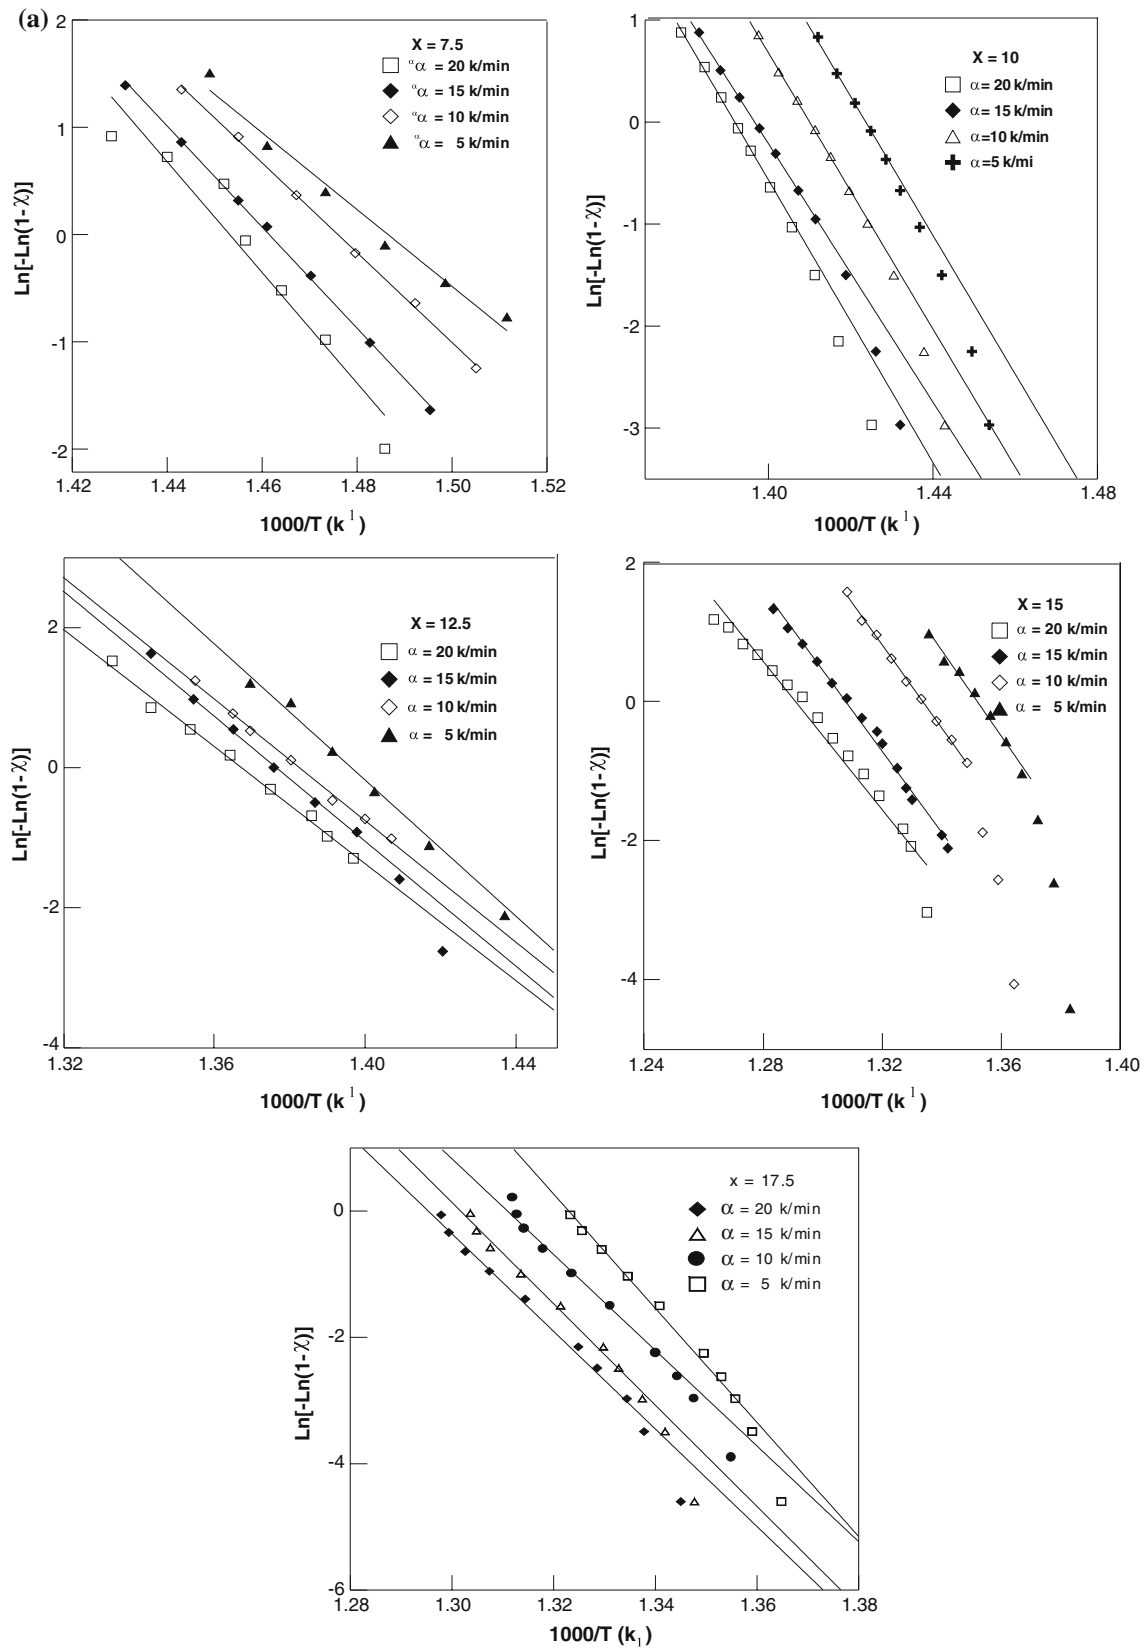 (a)
2
1
0
-1
-2
1.42
1.44
1.46
1.48
1.50
1.52
Ln[-Ln(1-χ)]
1000/T (k¹)
X = 7.5
αα = 20 k/min
αα = 15 k/min
αα = 10 k/min
αα = 5 k/min
1
0
-1
-2
-3
1.40
1.44
1.48
Ln[-Ln(1-χ)]
1000/T (k¹)
X = 10
α= 20 k/min
α= 15 k/min
α=10 k/min
α=5 k/mi
2
0
-2
-4
1.32
1.36
1.40
1.44
Ln[-Ln(1-χ)]
1000/T (k¹)
X = 12.5
α = 20 k/min
α = 15 k/min
α = 10 k/min
α = 5 k/min
2
0
-2
-4
1.24
1.28
1.32
1.36
1.40
Ln[-Ln(1-χ)]
1000/T (k¹)
X = 15
α = 20 k/min
α = 15 k/min
α = 10 k/min
α = 5 k/min
0
-2
-4
-6
1.28
1.30
1.32
1.34
1.36
1.38
Ln[-Ln(1-χ)]
1000/T (k₁)
x = 17.5
α = 20 k/min
α = 15 k/min
α = 10 k/min
α = 5 k/min